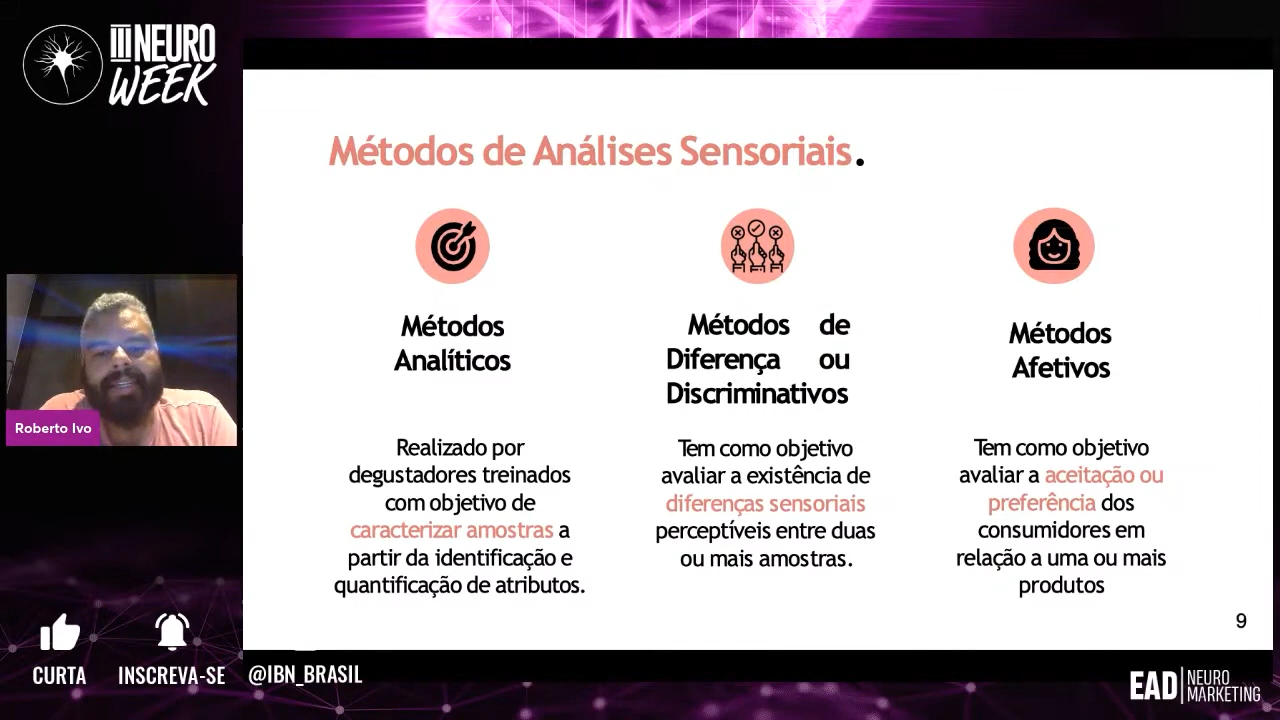 III NEURO
WEEK
Métodos de Análises Sensoriais.
Métodos
Analíticos
Realizado por
degustadores treinados
com objetivo de
caracterizar amostras a
partir da identificação e
quantificação de atributos.
Métodos de
Diferença ou
Discriminativos
Tem como objetivo
avaliar a existência de
diferenças sensoriais
perceptíveis entre duas
ou mais amostras.
Métodos
Afetivos
Tem como objetivo
avaliar a aceitação ou
preferência dos
consumidores em
relação a uma ou mais
produtos
9
Roberto Ivo
CURTA
INSCREVA-SE
@IBN_BRASIL
EAD
NEURO
MARKETING